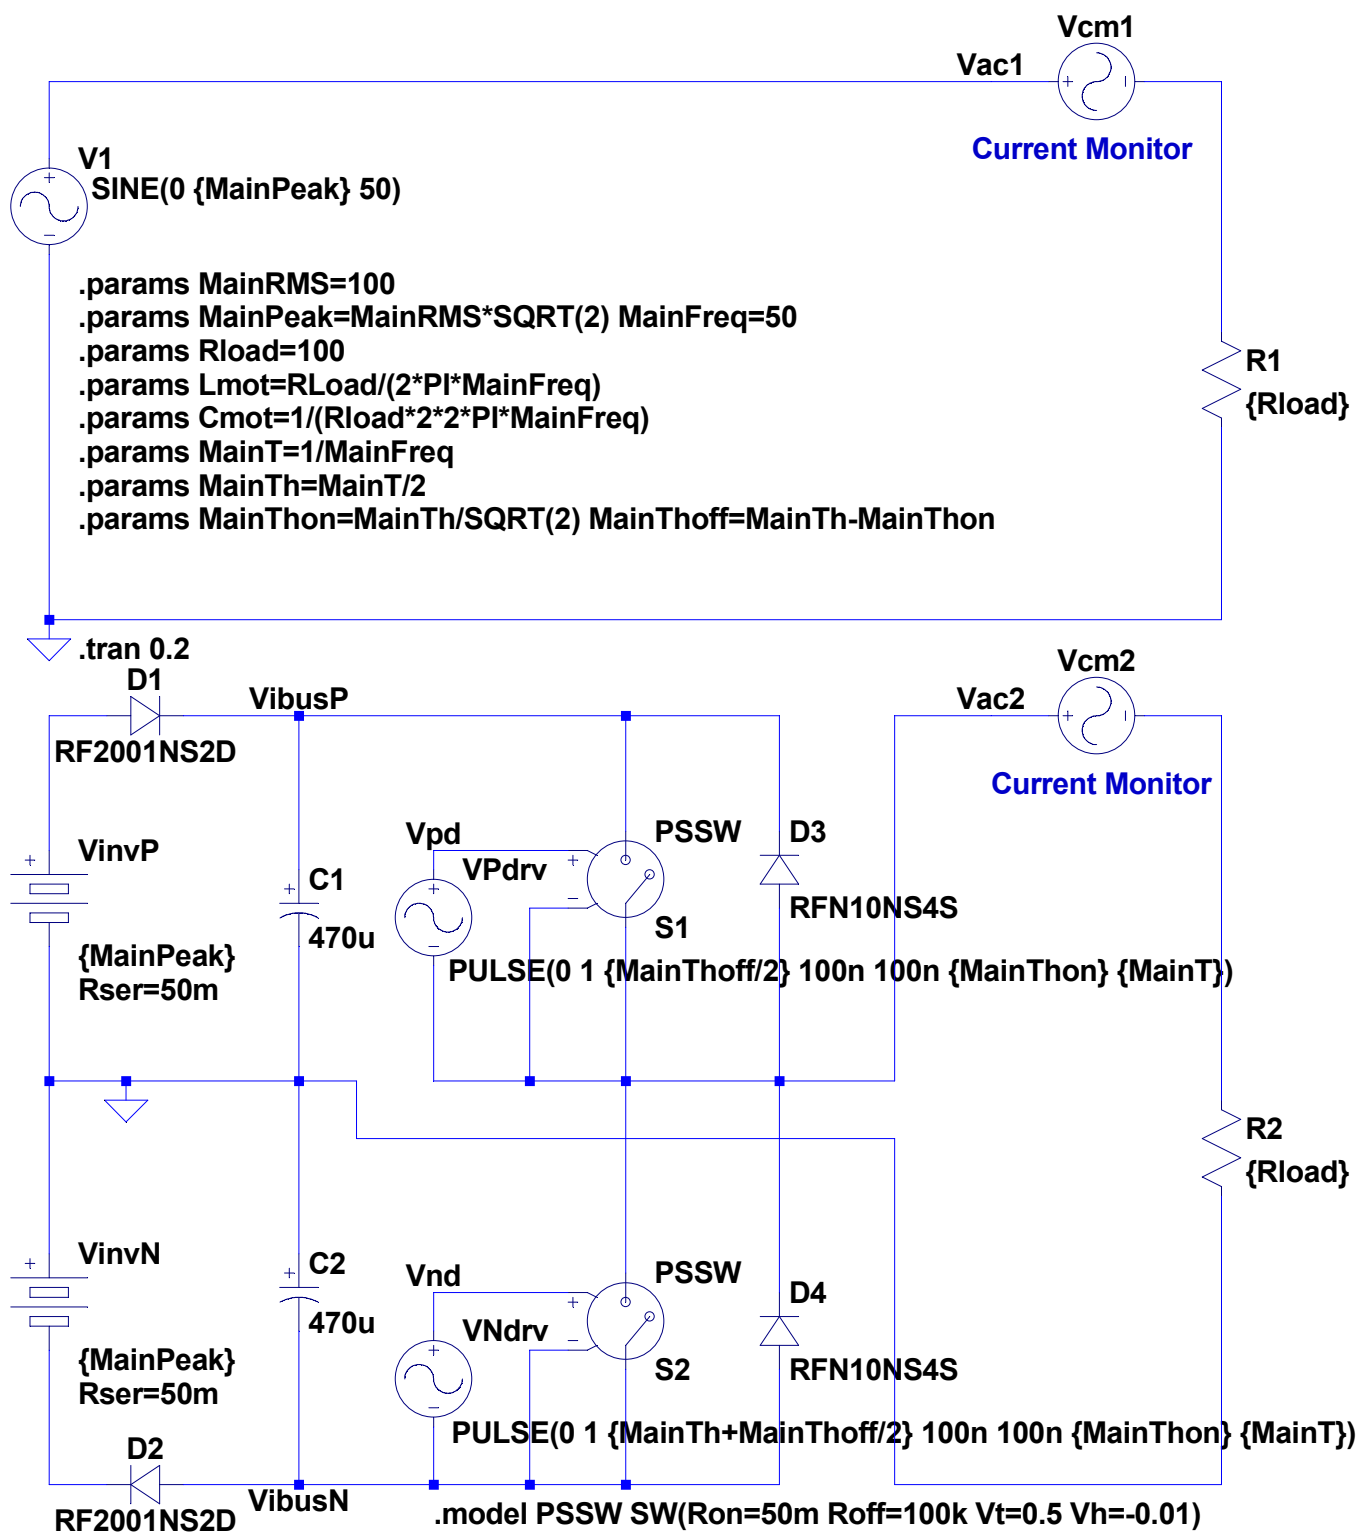 Vcm1
Vac1
Current Monitor
V1
SINE(0 {MainPeak} 50)
.params MainRMS=100
.params MainPeak=MainRMS*SQRT(2) MainFreq=50
.params Rload=100
.params Lmot=RLoad/(2*PI*MainFreq)
.params Cmot=1/(Rload*2*2*PI*MainFreq)
.params MainT=1/MainFreq
.params MainTh=MainT/2
.params MainThon=MainTh/SQRT(2) MainThoff=MainTh-MainThon
R1
{Rload}
.tran 0.2
D1
RF2001NS2D
VibusP
Vcm2
Vac2
Current Monitor
VinvP
{MainPeak}
Rser=50m
C1
470u
Vpd
VPdrv
PSSW
S1
D3
RFN10NS4S
PULSE(0 1 {MainThoff/2} 100n 100n {MainThon} {MainT})
R2
{Rload}
VinvN
{MainPeak}
Rser=50m
C2
470u
Vnd
VNdrv
PSSW
S2
D4
RFN10NS4S
PULSE(0 1 {MainTh+MainThoff/2} 100n 100n {MainThon} {MainT})
D2
RF2001NS2D
VibusN
.model PSSW SW(Ron=50m Roff=100k Vt=0.5 Vh=-0.01)